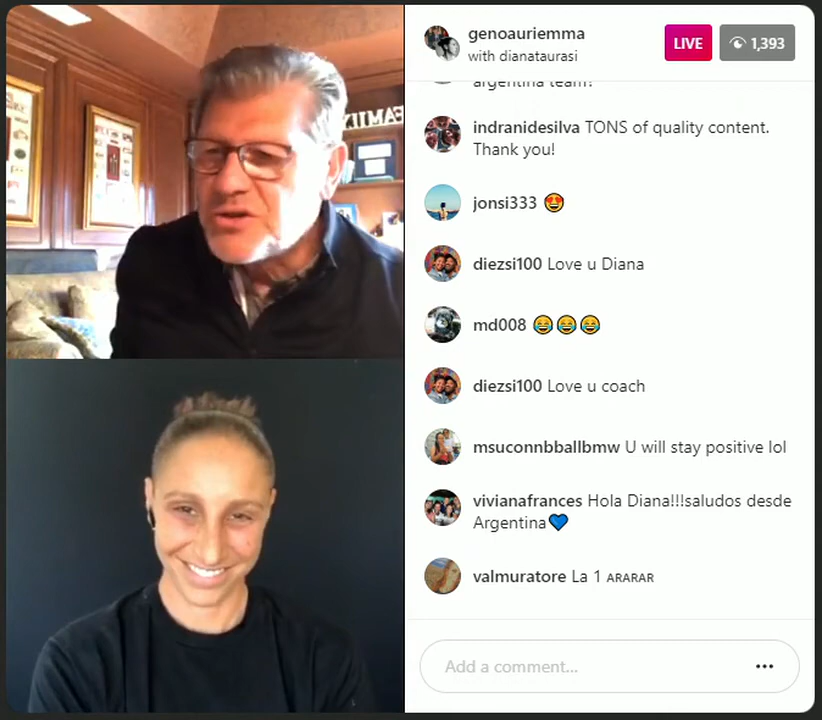 genoauriemma
with dianataurasi
LIVE
1,393
argentina team!
indranidesilva TONS of quality content.
Thank you!
jonsi333 😍
diezsi100 Love u Diana
md008 😂😂😂
diezsi100 Love u coach
msuconnbballbmw U will stay positive lol
vivianafrances Hola Diana!!!saludos desde
Argentina💙
valmuratore La 1 ᴀʀᴀʀᴀʀ
Add a comment...
FAMILY